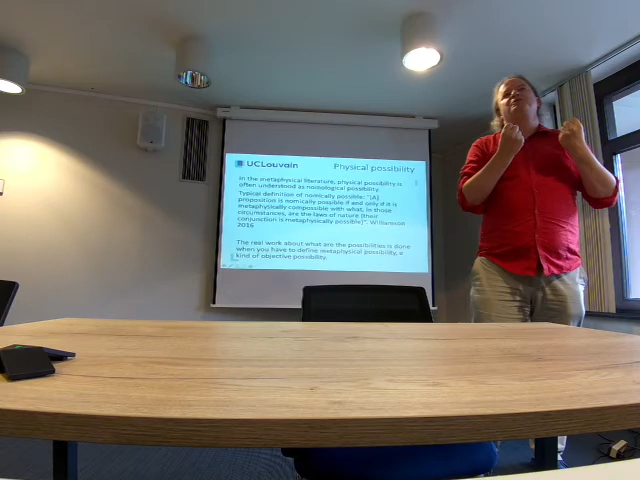 UCLouvain
Physical possibility
In the metaphysical literature, physical possibility is
often understood as nomological possibility.
Typical definition of nomically possible: "[A]
proposition is nomically possible if and only if it is
metaphysically compossible with what, in those
circumstances, are the laws of nature (their
conjunction is metaphysically possible)". Williamson
2016
The real work about what are the possibilities is done
when you have to define metaphysical possibility, a
kind of objective possibility.